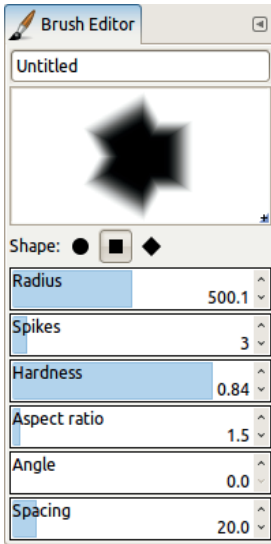 Brush Editor
Untitled
Shape:
Radius
500.1
Spikes
3
Hardness
0.84
Aspect ratio
1.5
Angle
0.0
Spacing
20.0